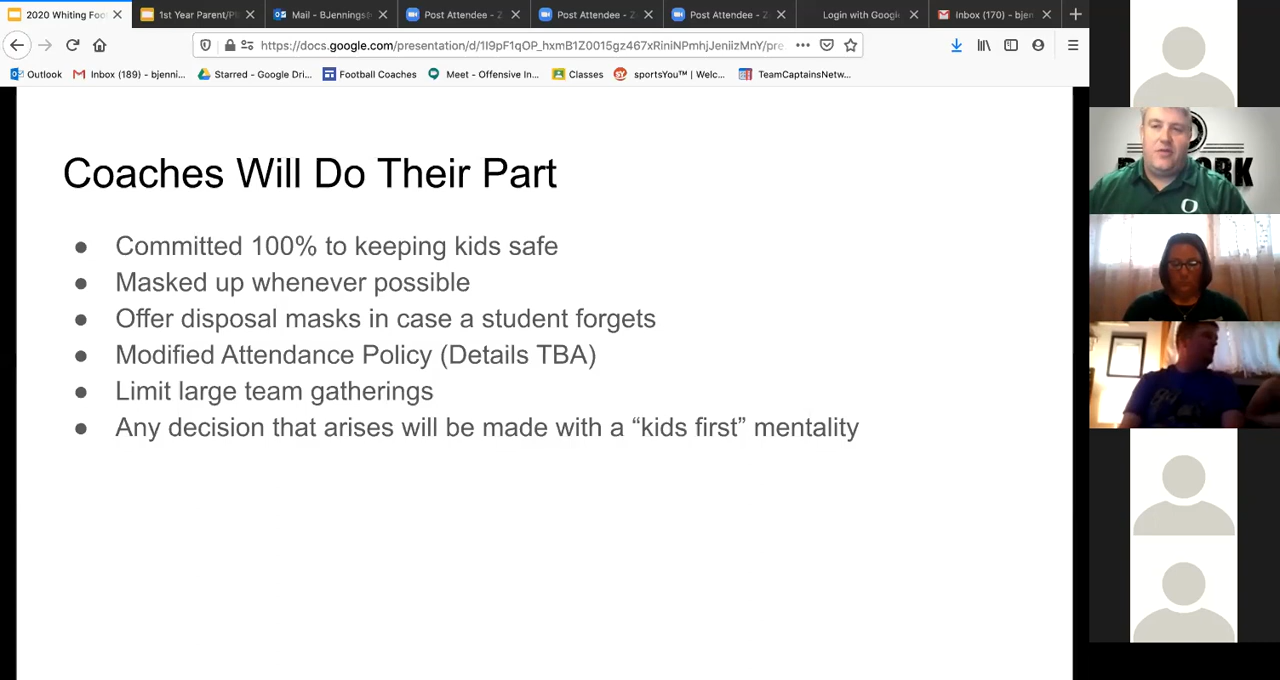 2020 Whiting Foo
1st Year Parent/Pl
Mail - BJenningst
Post Attendee - Z
Post Attendee - Z
Post Attendee - Z
Login with Google
Inbox (170) - bjen
https://docs.google.com/presentation/d/1I9pF1qOP_hxmB1Z0015gz467xRiniNPmhjJeniizMnY/pre
Outlook
Inbox (189) - bjenni...
Starred - Google Dri...
Football Coaches
Meet - Offensive In...
Classes
sportsYou™ | Welc...
TeamCaptainsNetw...
Coaches Will Do Their Part
● Committed 100% to keeping kids safe
● Masked up whenever possible
● Offer disposal masks in case a student forgets
● Modified Attendance Policy (Details TBA)
● Limit large team gatherings
● Any decision that arises will be made with a “kids first” mentality